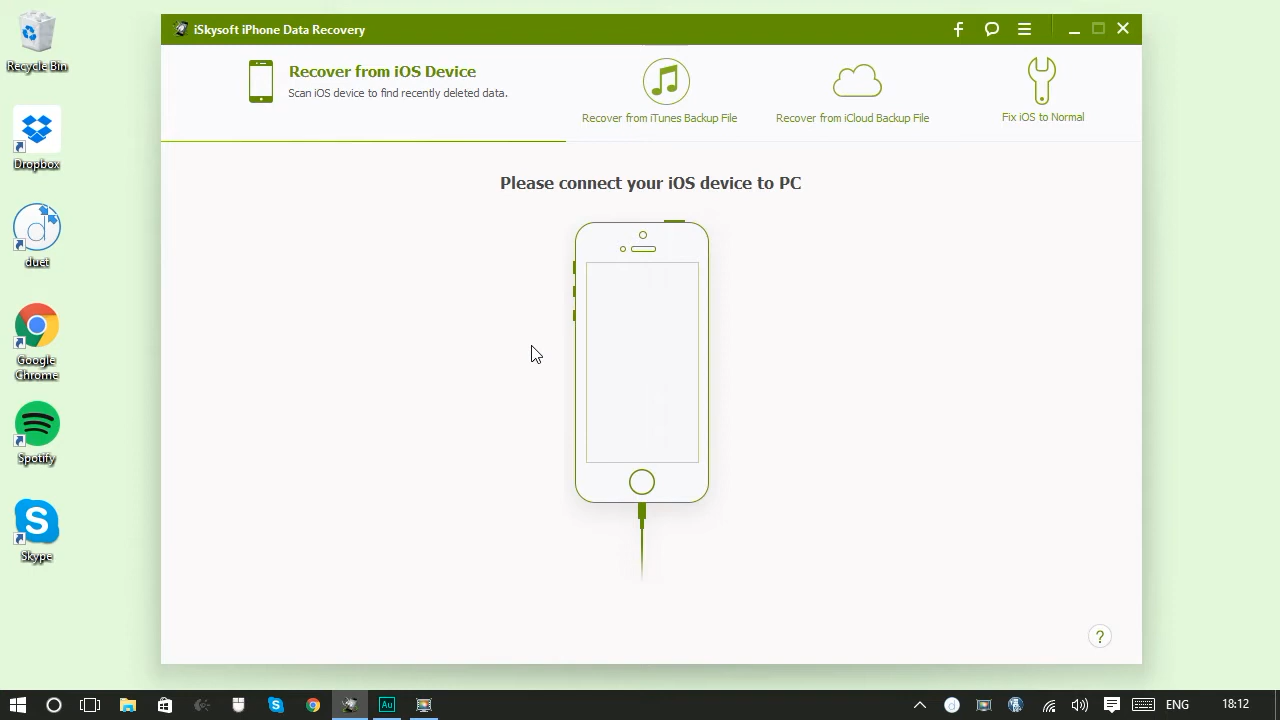 iSkysoft iPhone Data Recovery
Recover from iOS Device
Scan iOS device to find recently deleted data.
Recover from iTunes Backup File
Recover from iCloud Backup File
Fix iOS to Normal
Please connect your iOS device to PC
?
Recycle Bin
Dropbox
d
duet
Google
Chrome
Spotify
S
Skype
Au
d
ENG
18:12